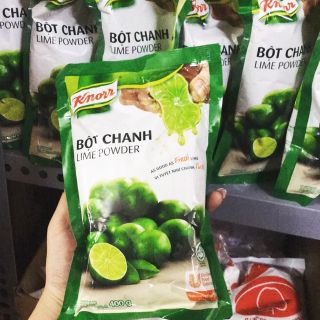 Knorr
BỘT CHANH
LIME POWDER
Knorr
BỘT CHANH
LIME POWDER
Knorr
BỘT CHANH
LIME POWDER
AS GOOD AS Fresh LIME
VỊ TUYỆT NHƯ CHANH Tươi
400 G